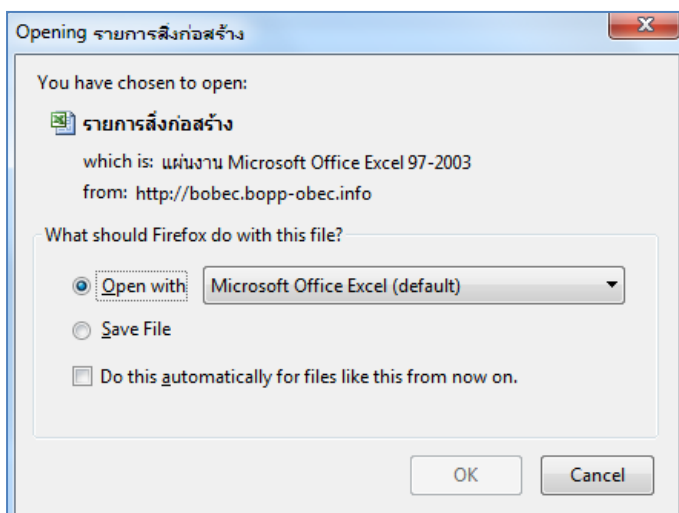 Opening รายการสิ่งก่อสร้าง
You have chosen to open:
รายการสิ่งก่อสร้าง
which is: แผ่นงาน Microsoft Office Excel 97-2003
from: http://bobec.bopp-obec.info
What should Firefox do with this file?
Open with Microsoft Office Excel (default)
Save File
Do this automatically for files like this from now on.
OK Cancel